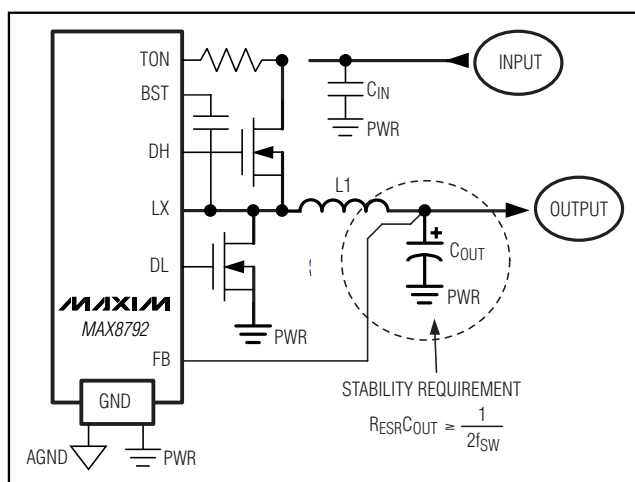 TON
INPUT
BST
CIN
PWR
DH
L1
LX
OUTPUT
+
COUT
DL
PWR
MAXIM
MAX8792
PWR
FB
STABILITY REQUIREMENT
GND
RESRCOUT ≥ 1/2fSW
AGND
PWR